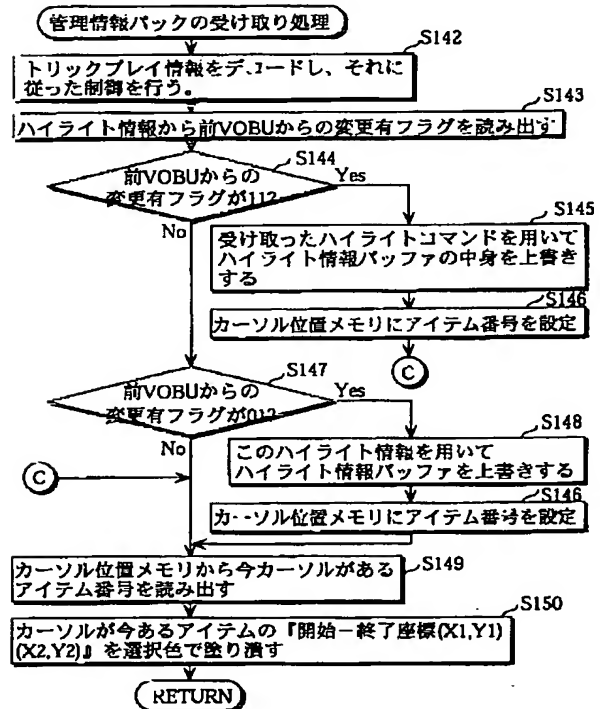 管理情報パックの受け取り処理
S142
トリックプレイ情報をデコードし、それに
従った制御を行う。
S143
ハイライト情報から前VOBUからの変更有フラグを読み出す
S144
前VOBUからの
変更有フラグが11?
Yes
No
S145
受け取ったハイライトコマンドを用いて
ハイライト情報バッファの中身を上書き
する
S146
カーソル位置メモリにアイテム番号を設定
C
S147
前VOBUからの
変更有フラグが01?
Yes
No
S148
このハイライト情報を用いて
ハイライト情報バッファを上書きする
S146
カーソル位置メモリにアイテム番号を設定
C
S149
カーソル位置メモリから今カーソルがある
アイテム番号を読み出す
S150
カーソルが今あるアイテムの『開始－終了座標(X1,Y1)
(X2,Y2)』を選択色で塗り潰す
RETURN